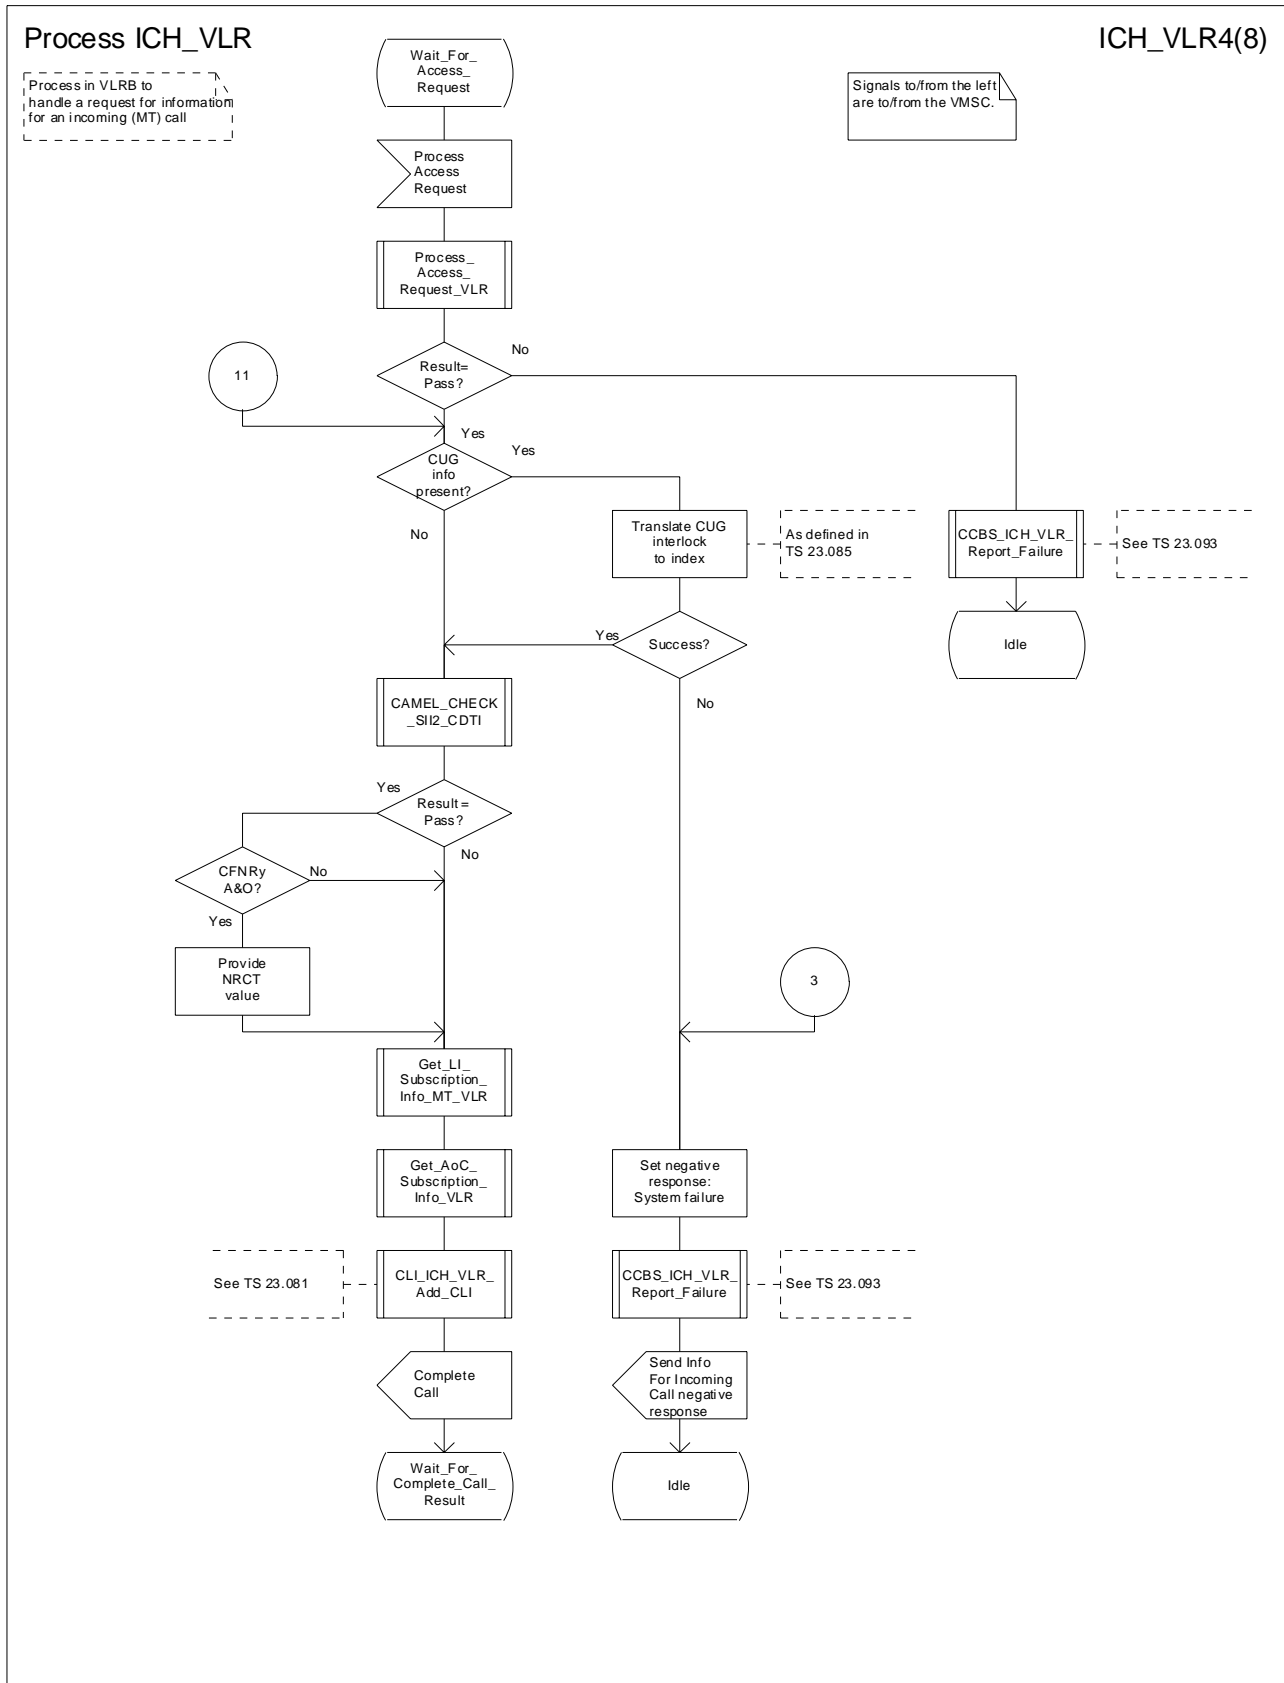 Process ICH_VLR
ICH_VLR4(8)
Process in VLRB to
handle a request for information
for an incoming (MT) call
Wait_For_
Access_
Request
Signals to/from the left
are to/from the VMSC.
Process
Access
Request
Process_
Access_
Request_VLR
No
11
Result=
Pass?
Yes
Yes
CUG
info
present?
No
Translate CUG
interlock
to index
As defined in
TS 23.085
CCBS_ICH_VLR_
Report_Failure
See TS 23.093
Yes
Success?
Idle
No
CAMEL_CHECK
_SII2_CDTI
Yes
Result=
Pass?
No
CFNRy
A&O?
No
Yes
Provide
NRCT
value
3
Get_LI_
Subscription_
Info_MT_VLR
Get_AoC_
Subscription_
Info_VLR
Set negative
response:
System failure
See TS 23.081
CLI_ICH_VLR_
Add_CLI
CCBS_ICH_VLR_
Report_Failure
See TS 23.093
Complete
Call
Send Info
For Incoming
Call negative
response
Wait_For_
Complete_Call_
Result
Idle